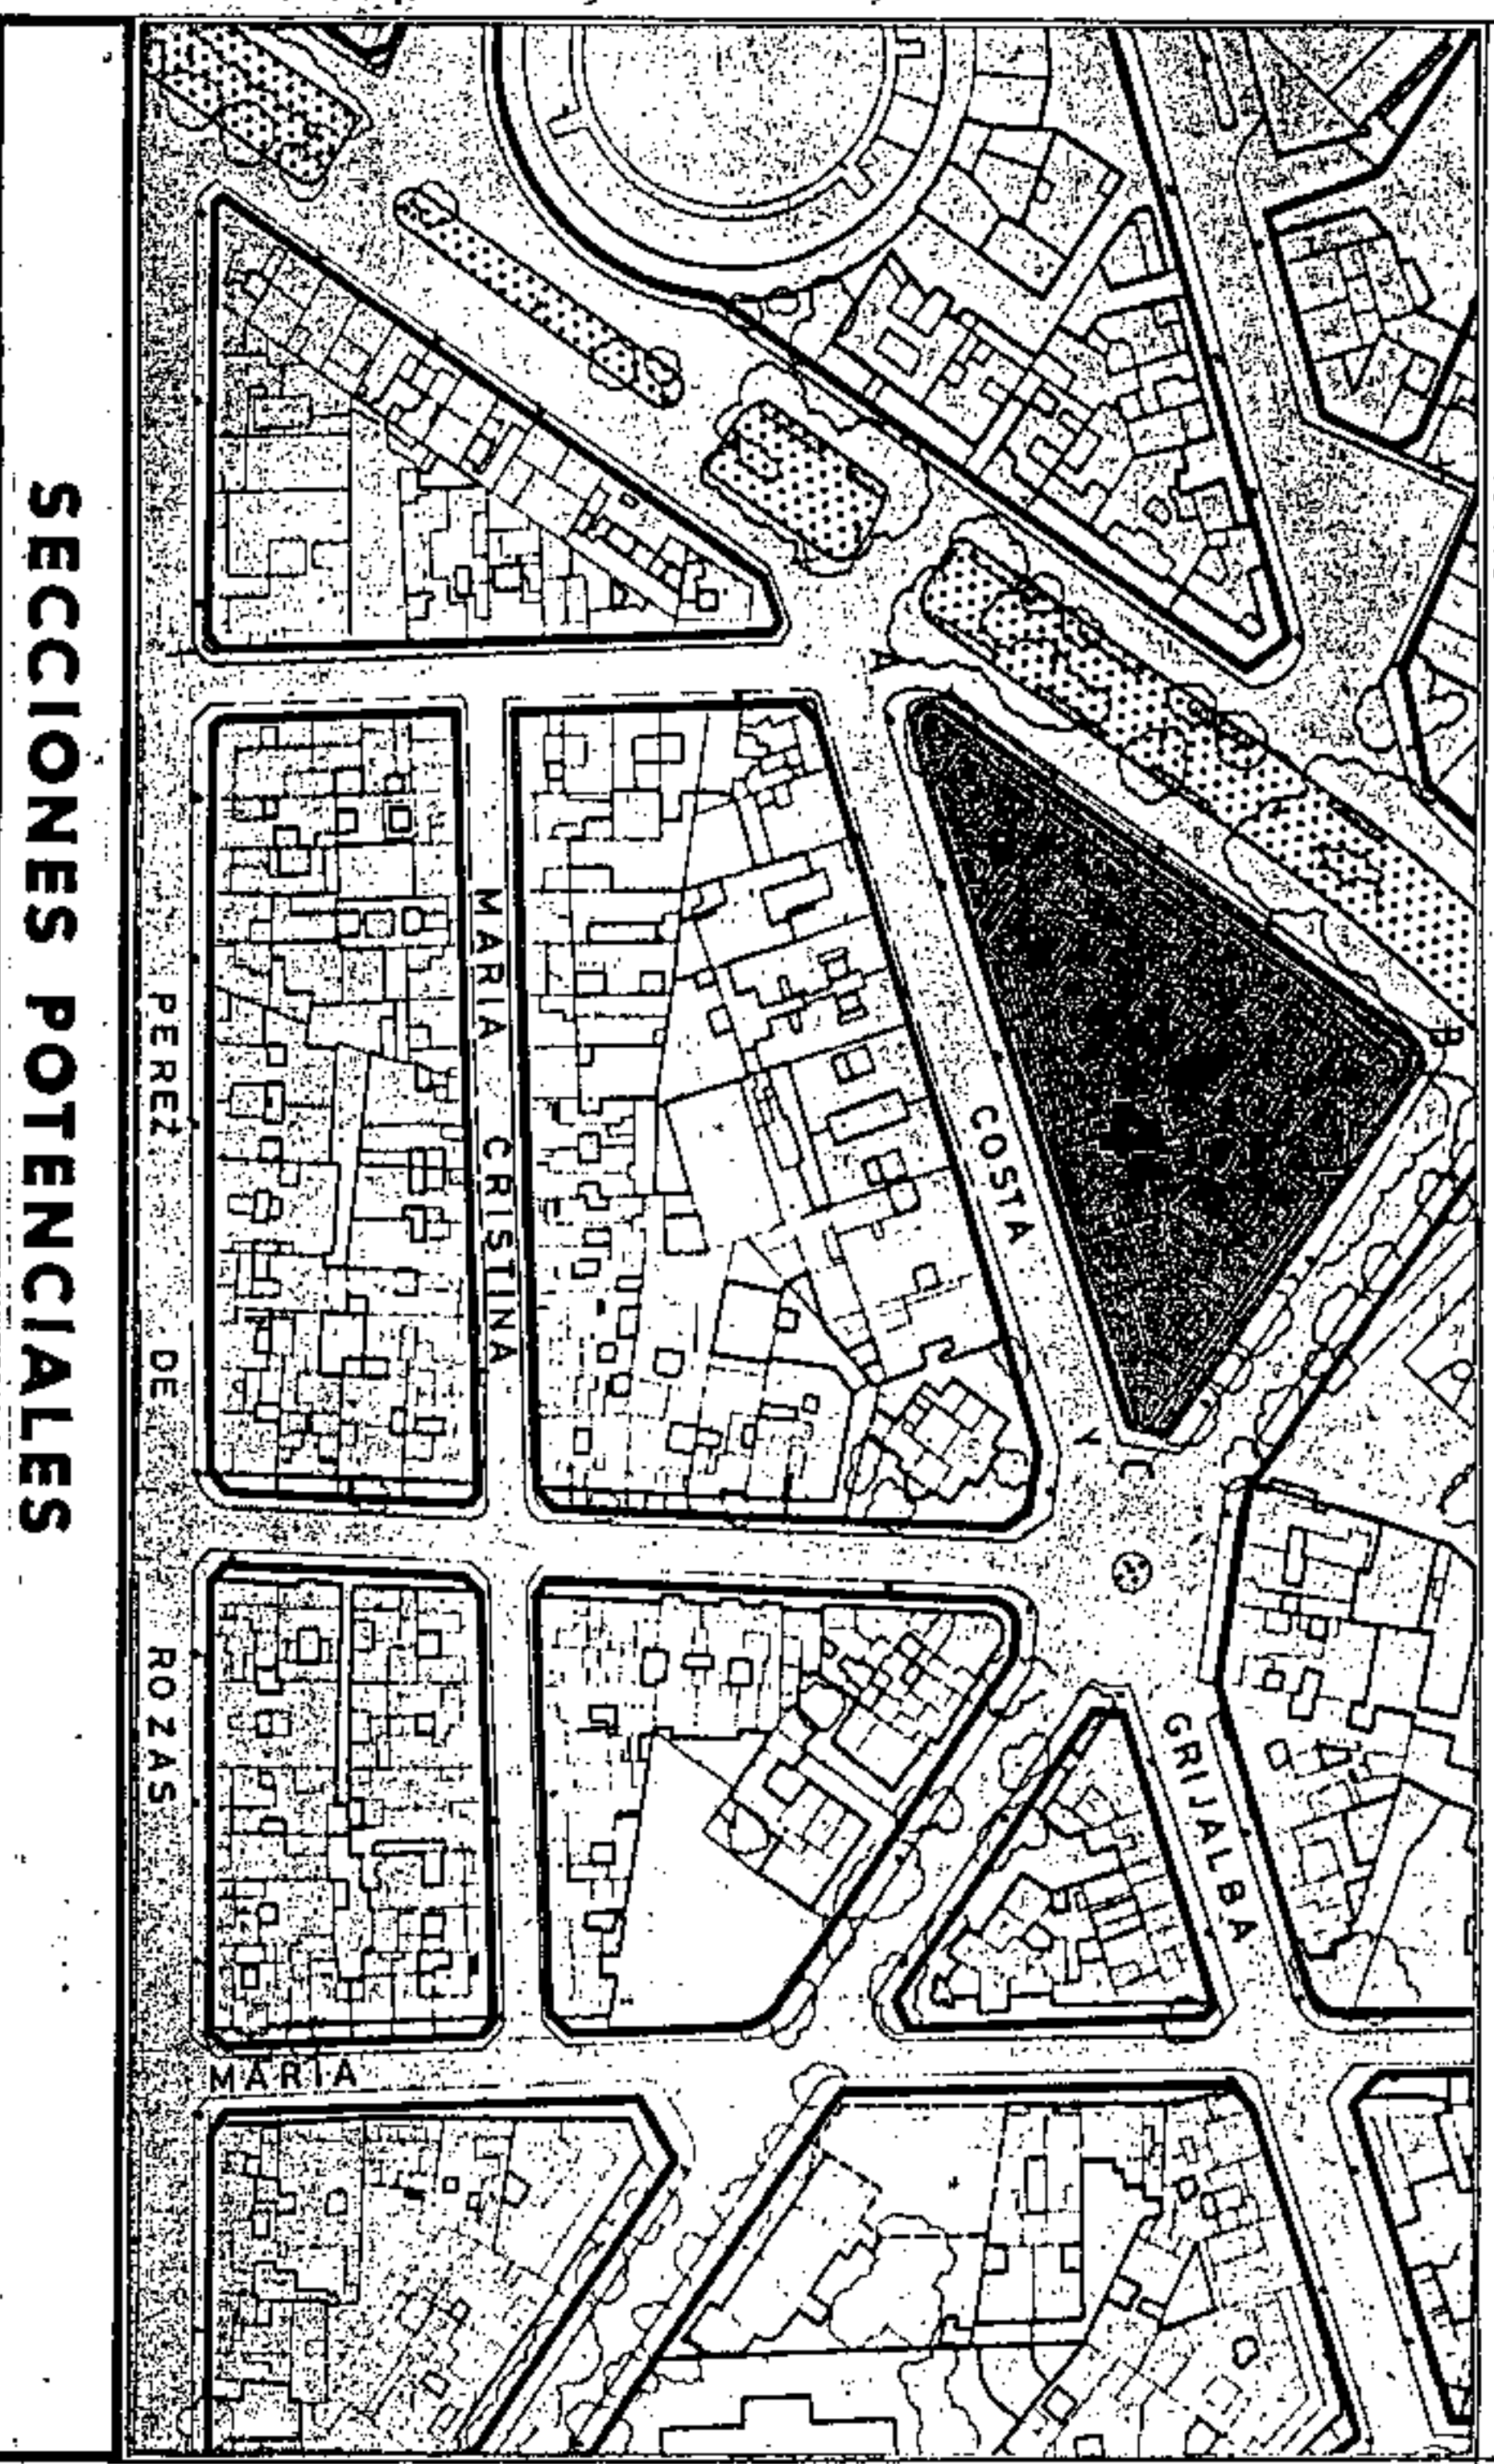 SECCIONES POTENCIALES
PEREZ DE ROZAS
MARIA CRISTINA
COSTA Y GRIJALBA
MARIA
A
B
C